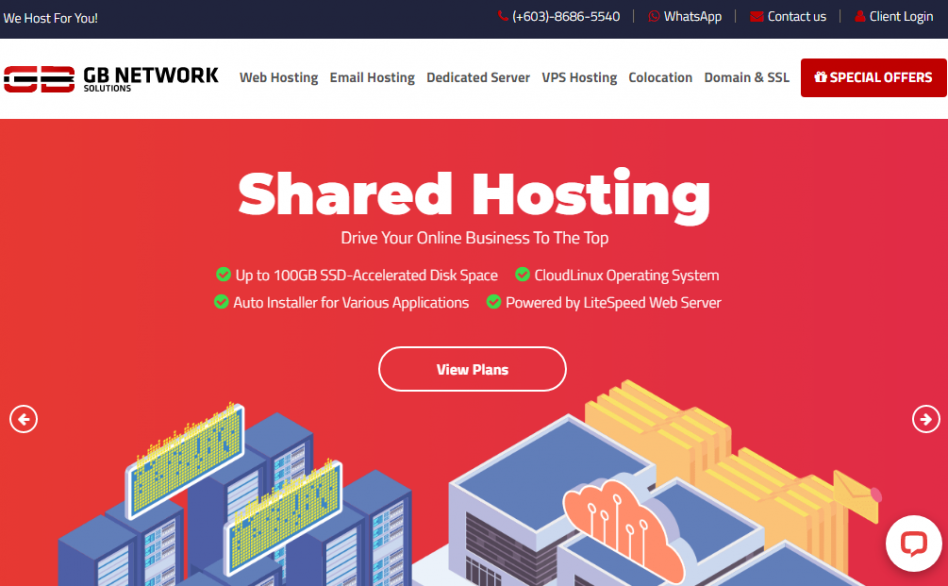 We Host For You!
(+603)-8686-5540
WhatsApp
Contact us
Client Login
GB NETWORK
SOLUTIONS
Web Hosting
Email Hosting
Dedicated Server
VPS Hosting
Colocation
Domain & SSL
SPECIAL OFFERS
Shared Hosting
Drive Your Online Business To The Top
Up to 100GB SSD-Accelerated Disk Space
CloudLinux Operating System
Auto Installer for Various Applications
Powered by LiteSpeed Web Server
View Plans